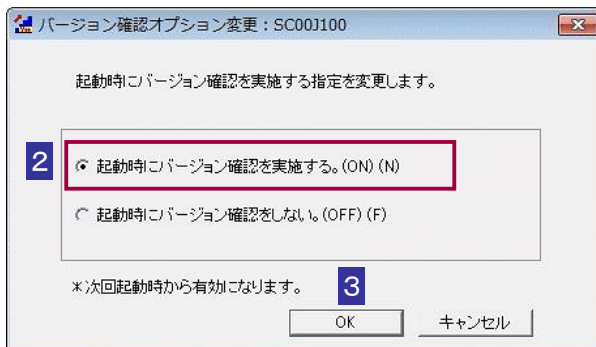 バージョン確認オプション変更：SC00J100
起動時にバージョン確認を実施する指定を変更します。
2
起動時にバージョン確認を実施する。(ON)(N)
起動時にバージョン確認をしない。(OFF)(F)
*次回起動時から有効になります。
3
OK キャンセル